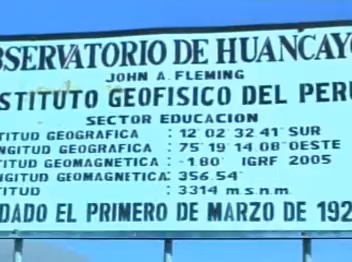 BSERVATORIO DE HUANCAYO
JOHN A. FLEMING
STITUTO GEOFISICO DEL PERU
SECTOR EDUCACION
TITUD GEOGRAFICA : 12° 02' 32.41" SUR
NGITUD GEOGRAFICA : 75° 19' 14.08" OESTE
TITUD GEOMAGNETICA : -1.80° IGRF 2005
NGITUD GEOMAGNETICA: 356.54°
TITUD : 3314 m.s.n.m.
DADO EL PRIMERO DE MARZO DE 192